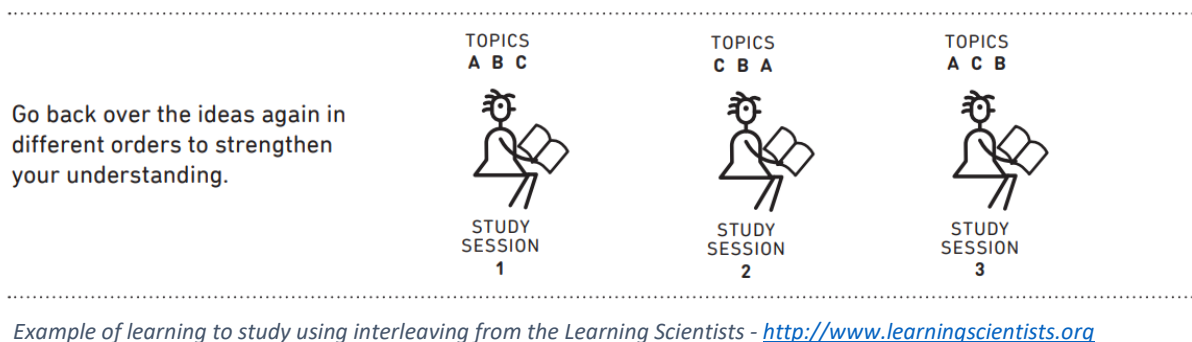 TOPICS
A B C
TOPICS
C B A
TOPICS
A C B
Go back over the ideas again in
different orders to strengthen
your understanding.
STUDY
SESSION
1
STUDY
SESSION
2
STUDY
SESSION
3
Example of learning to study using interleaving from the Learning Scientists - http://www.learningscientists.org